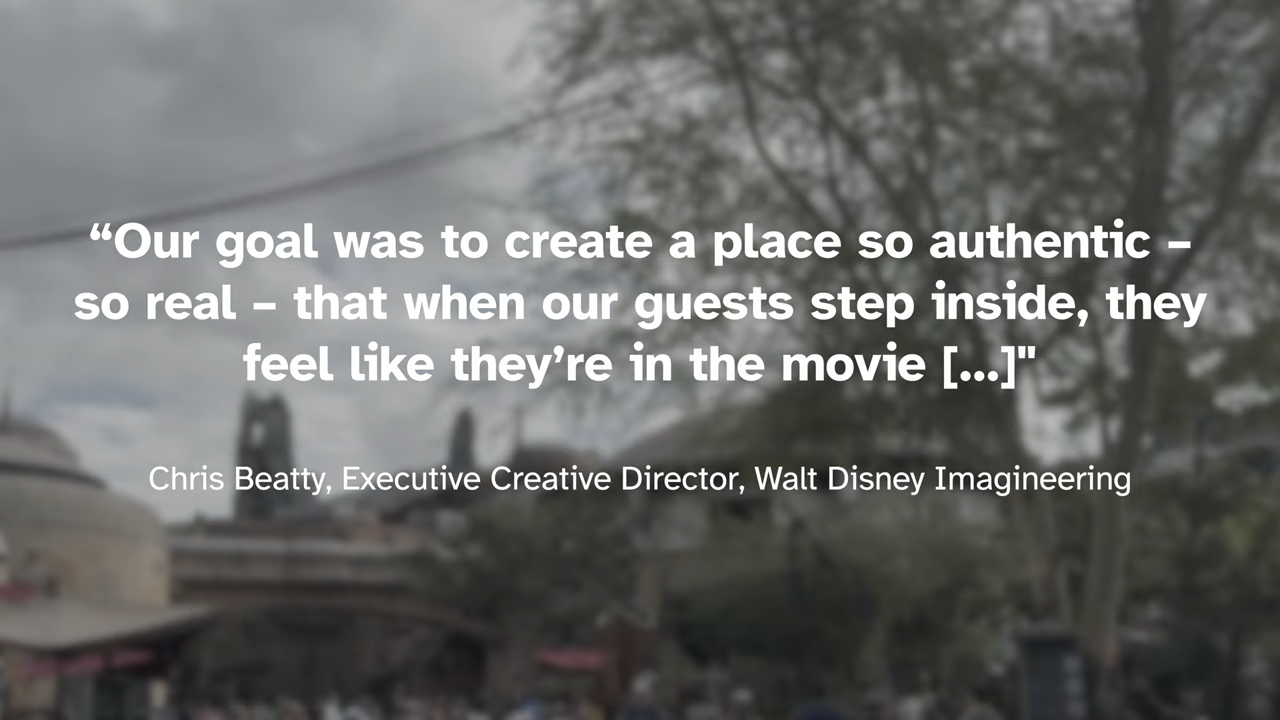 “Our goal was to create a place so authentic –
so real – that when our guests step inside, they
feel like they’re in the movie [...]"
Chris Beatty, Executive Creative Director, Walt Disney Imagineering